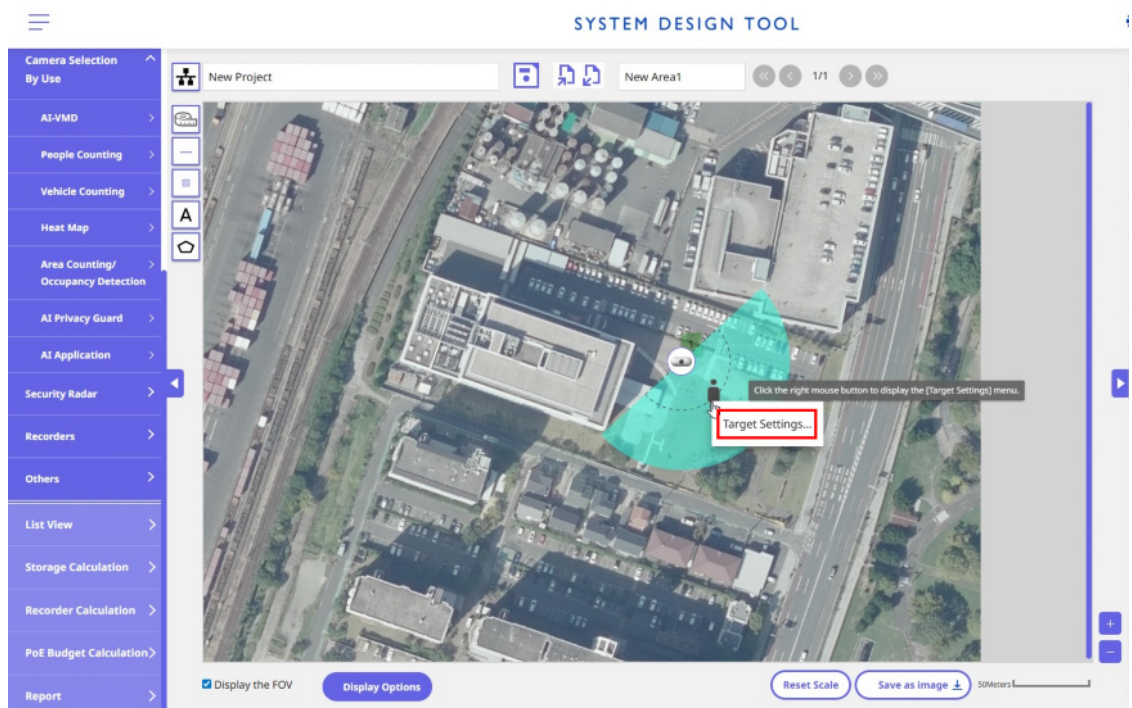 SYSTEM DESIGN TOOL
Camera Selection
By Use
AI-VMD
People Counting
Vehicle Counting
Heat Map
Area Counting/
Occupancy Detection
AI Privacy Guard
AI Application
Security Radar
Recorders
Others
List View
Storage Calculation
Recorder Calculation
PoE Budget Calculation
Report
New Project
New Area1
1/1
A
Click the right mouse button to display the [Target Settings] menu.
Target Settings...
Display the FOV
Display Options
Reset Scale
Save as image
50Meters